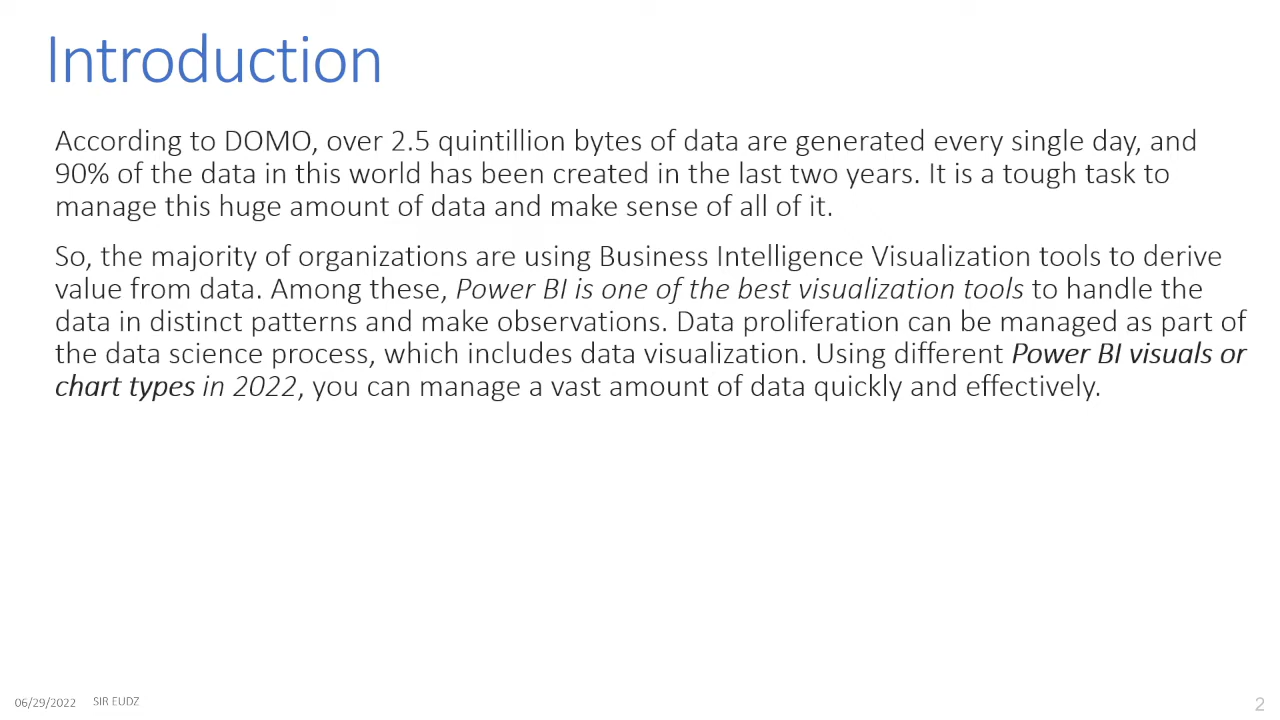 Introduction
According to DOMO, over 2.5 quintillion bytes of data are generated every single day, and
90% of the data in this world has been created in the last two years. It is a tough task to
manage this huge amount of data and make sense of all of it.
So, the majority of organizations are using Business Intelligence Visualization tools to derive
value from data. Among these, Power BI is one of the best visualization tools to handle the
data in distinct patterns and make observations. Data proliferation can be managed as part of
the data science process, which includes data visualization. Using different Power BI visuals or
chart types in 2022, you can manage a vast amount of data quickly and effectively.
06/29/2022 SIR EUDZ 2